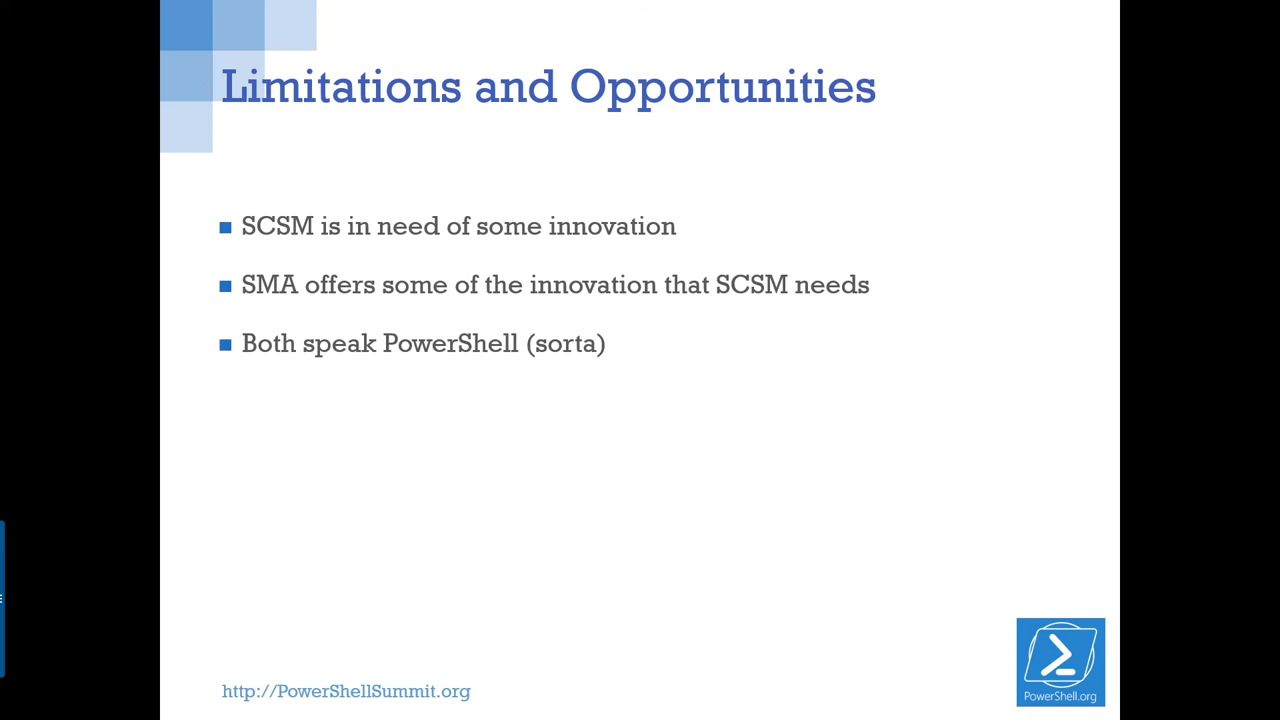 Limitations and Opportunities
SCSM is in need of some innovation
SMA offers some of the innovation that SCSM needs
Both speak PowerShell (sorta)
http://PowerShellSummit.org
PowerShell.org